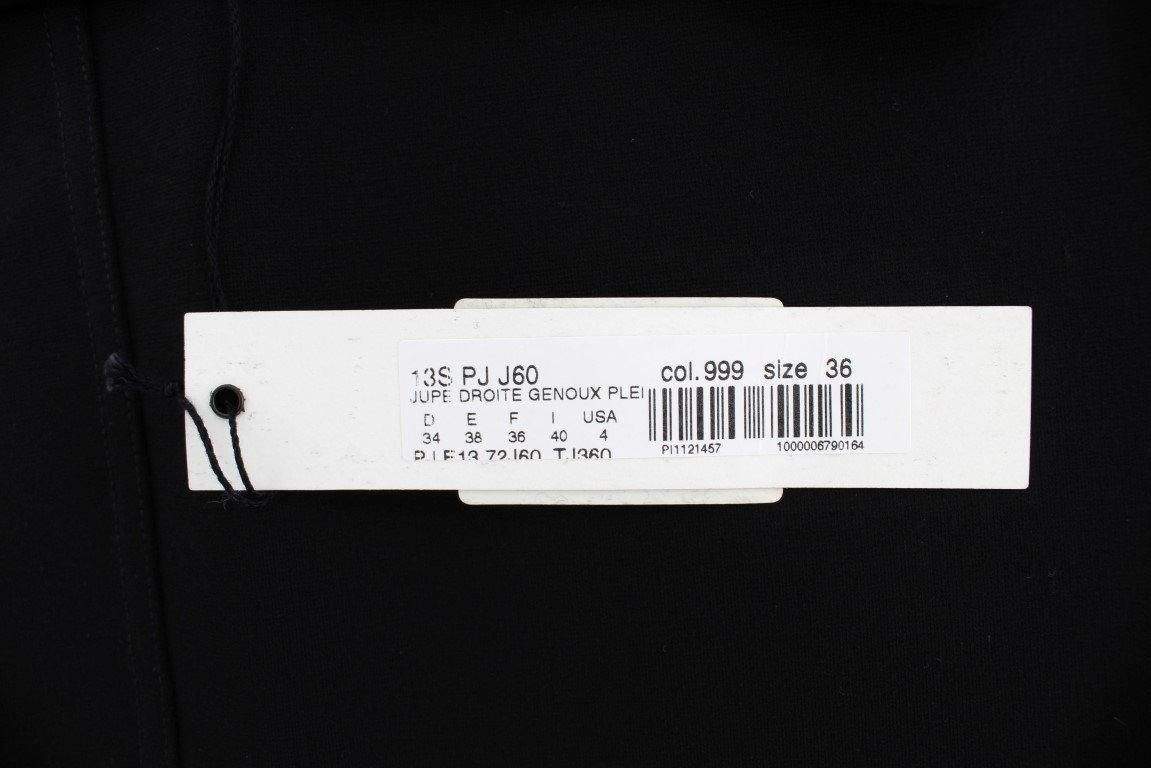 13S PJ J60 col.999 size 36
JUPE DROITE GENOUX PLEI
D E F I USA
34 38 36 40 4
PI1121457 1000006790164
TJ360